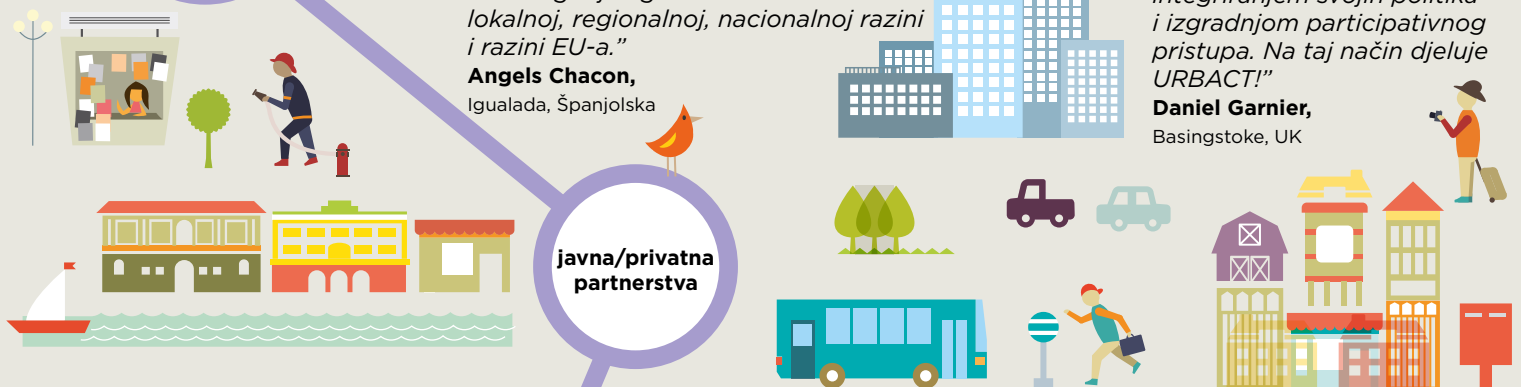 lokalnoj, regionalnoj, nacionalnoj razini
i razini EU-a.”
Angels Chacon,
Igualada, Španjolska
i izgradnjom participativnog
pristupa. Na taj način djeluje
URBACT!”
Daniel Garnier,
Basingstoke, UK
javna/privatna
partnerstva